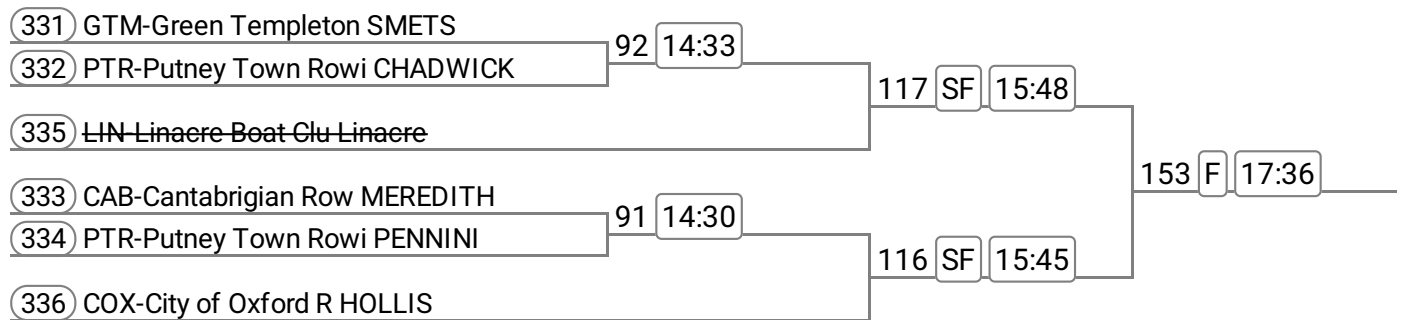 331 GTM-Green Templeton SMETS
92 14:33
332 PTR-Putney Town Rowi CHADWICK
117 SF 15:48
335 LIN-Linacre Boat Clu Linacre
153 F 17:36
333 CAB-Cantabrigian Row MEREDITH
91 14:30
334 PTR-Putney Town Rowi PENNINI
116 SF 15:45
336 COX-City of Oxford R HOLLIS